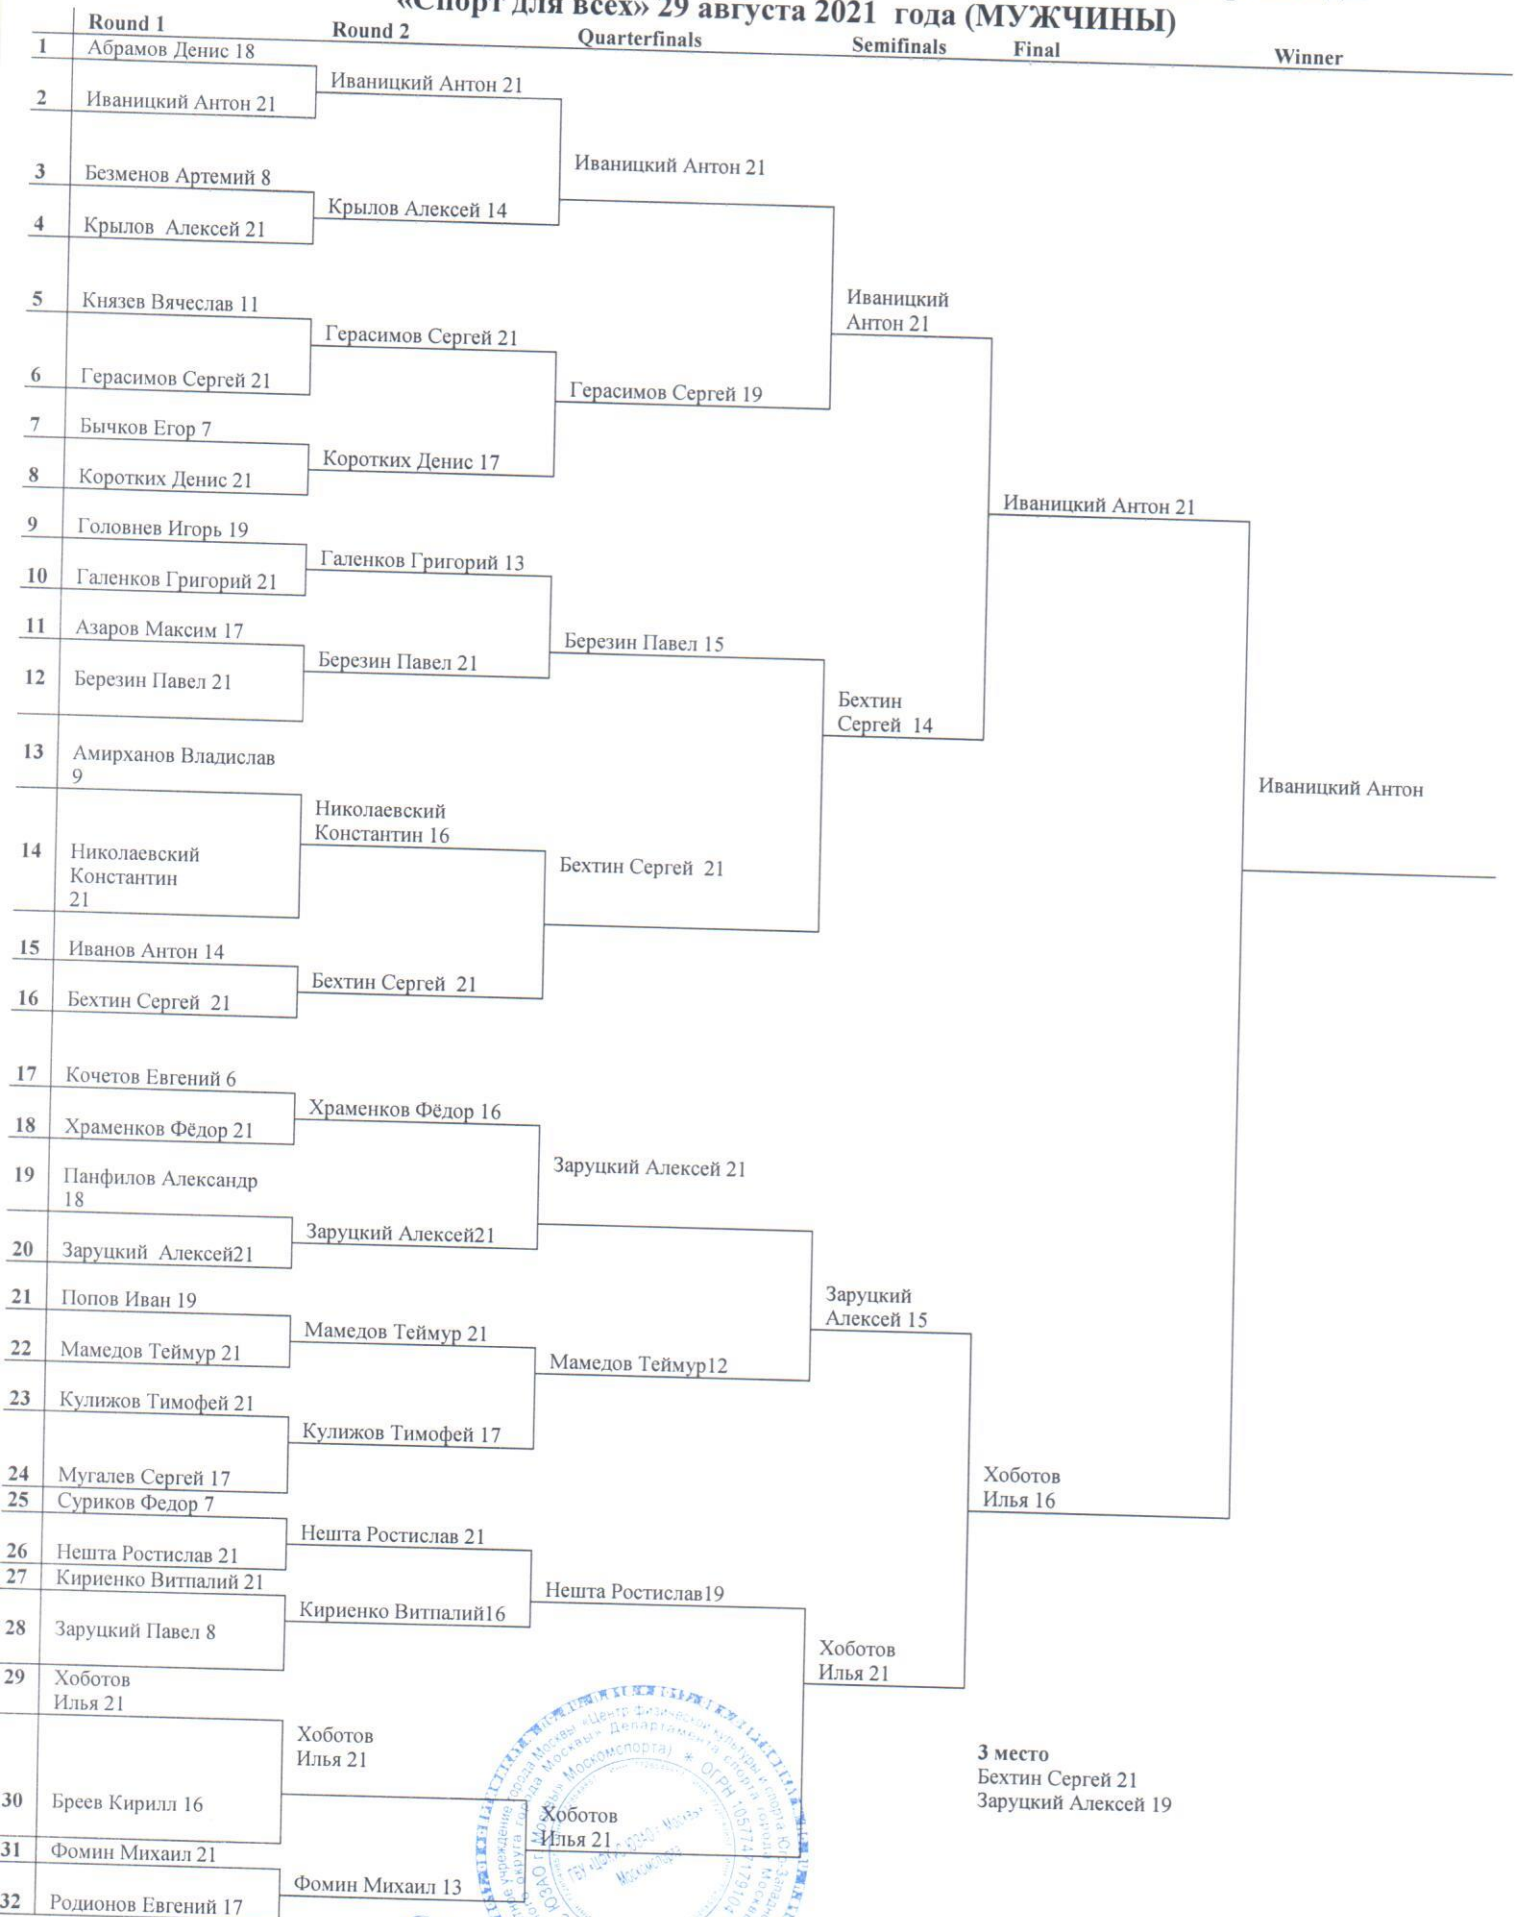 «Спорт для всех» 29 августа 2021 года (МУЖЧИНЫ)
Round 1 Round 2 Quarterfinals Semifinals Final Winner
1 Абрамов Денис 18
Иваницкий Антон 21
2 Иваницкий Антон 21
Иваницкий Антон 21
3 Безменов Артемий 8
Крылов Алексей 14
4 Крылов Алексей 21
Иваницкий
Антон 21
5 Князев Вячеслав 11
Герасимов Сергей 21
6 Герасимов Сергей 21
Герасимов Сергей 19
7 Бычков Егор 7
Коротких Денис 17
8 Коротких Денис 21
Иваницкий Антон 21
9 Головнев Игорь 19
Галенков Григорий 13
10 Галенков Григорий 21
11 Азаров Максим 17
Березин Павел 15
Березин Павел 21
12 Березин Павел 21
Бехтин
Сергей 14
13 Амирханов Владислав
9
Иваницкий Антон
Николаевский
Константин 16
14 Николаевский
Константин
21
Бехтин Сергей 21
15 Иванов Антон 14
Бехтин Сергей 21
16 Бехтин Сергей 21
17 Кочетов Евгений 6
Храменков Фёдор 16
18 Храменков Фёдор 21
Заруцкий Алексей 21
19 Панфилов Александр
18
Заруцкий Алексей21
20 Заруцкий Алексей21
21 Попов Иван 19
Заруцкий
Алексей 15
Мамедов Теймур 21
22 Мамедов Теймур 21
Мамедов Теймур12
23 Кулижов Тимофей 21
Кулижов Тимофей 17
24 Мугалев Сергей 17
Хоботов
Илья 16
25 Суриков Федор 7
Нешта Ростислав 21
26 Нешта Ростислав 21
27 Кириенко Витпалий 21
Нешта Ростислав19
Кириенко Витпалий16
28 Заруцкий Павел 8
Хоботов
Илья 21
29 Хоботов
Илья 21
Хоботов
Илья 21
3 место
Бехтин Сергей 21
Заруцкий Алексей 19
30 Бреев Кирилл 16
Хоботов
Илья 21
31 Фомин Михаил 21
Фомин Михаил 13
32 Родионов Евгений 17
Москомспорта) * ОГРН 1057747179104
Москомспорта